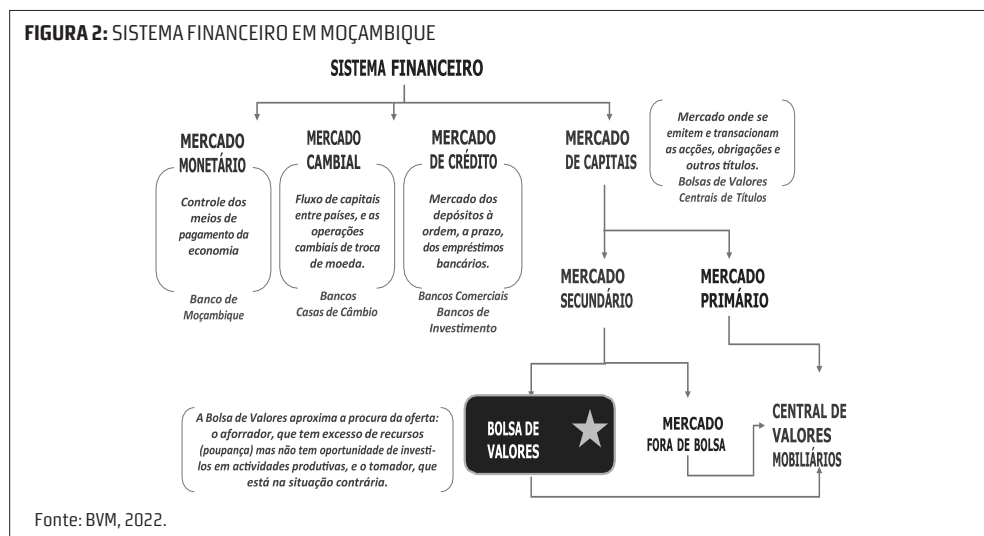 FIGURA 2: SISTEMA FINANCEIRO EM MOÇAMBIQUE
SISTEMA FINANCEIRO
MERCADO
MONETÁRIO
Controle dos
meios de
pagamento da
economia
Banco de
Moçambique
MERCADO
CAMBIAL
Fluxo de capitais
entre países, e as
operações
cambiais de troca
de moeda.
Bancos
Casas de Câmbio
MERCADO
DE CRÉDITO
Mercado dos
depósitos à
ordem, a prazo,
dos empréstimos
bancários.
Bancos Comerciais
Bancos de
Investimento
MERCADO
DE CAPITAIS
Mercado onde se
emitem e transacionam
as acções, obrigações e
outros títulos.
Bolsas de Valores
Centrais de Títulos
MERCADO
SECUNDÁRIO
MERCADO
PRIMÁRIO
A Bolsa de Valores aproxima a procura da oferta:
o aforrador, que tem excesso de recursos
(poupança) mas não tem oportunidade de investi-
los em actividades produtivas, e o tomador, que
está na situação contrária.
BOLSA DE
VALORES
MERCADO
FORA DE BOLSA
CENTRAL DE
VALORES
MOBILIÁRIOS
Fonte: BVM, 2022.